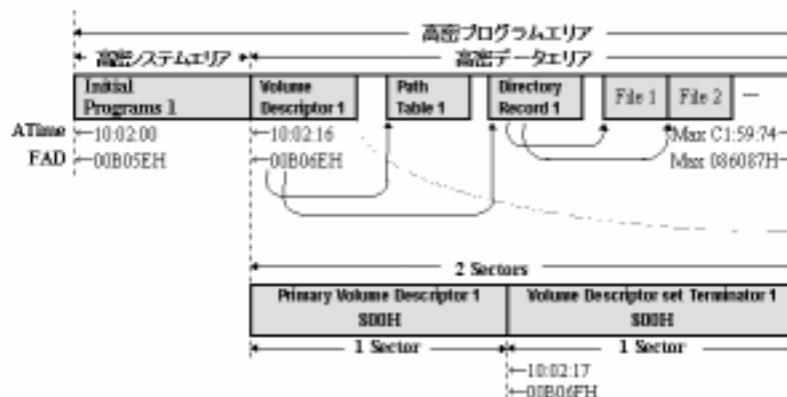 高密プログラムエリア
高密システムエリア 高密データエリア
Initial Programs 1
Volume Descriptor 1
Path Table 1
Directory Record 1
File 1
File 2
ATime 10:02:00 10:02:16 Max C1:59:74
FAD 00B05EH 00B06EH Max 086087H
2 Sectors
Primary Volume Descriptor 1
800H
Volume Descriptor set Terminator 1
800H
1 Sector 1 Sector
10:02:17
00B06FH